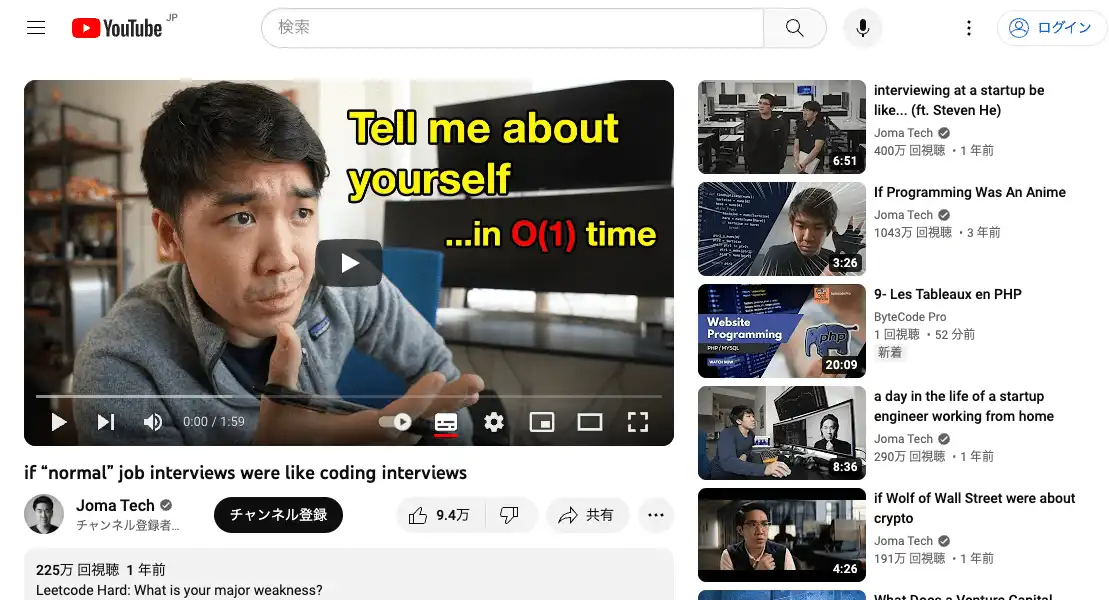 YouTube JP
検索
ログイン
Tell me about
yourself
...in O(1) time
0:00 / 1:59
if “normal” job interviews were like coding interviews
Joma Tech
チャンネル登録者...
チャンネル登録
9.4万
共有
225万 回視聴 1 年前
Leetcode Hard: What is your major weakness?
6:51
interviewing at a startup be
like... (ft. Steven He)
Joma Tech
400万 回視聴・1 年前
3:26
If Programming Was An Anime
Joma Tech
1043万 回視聴・3 年前
Website
Programming
PHP/MYSQL
WATCH NOW
php
20:09
9- Les Tableaux en PHP
ByteCode Pro
1 回視聴・52 分前
新着
8:36
a day in the life of a startup
engineer working from home
Joma Tech
290万 回視聴・1 年前
4:26
if Wolf of Wall Street were about
crypto
Joma Tech
191万 回視聴・1 年前
What Does a Venture Capital